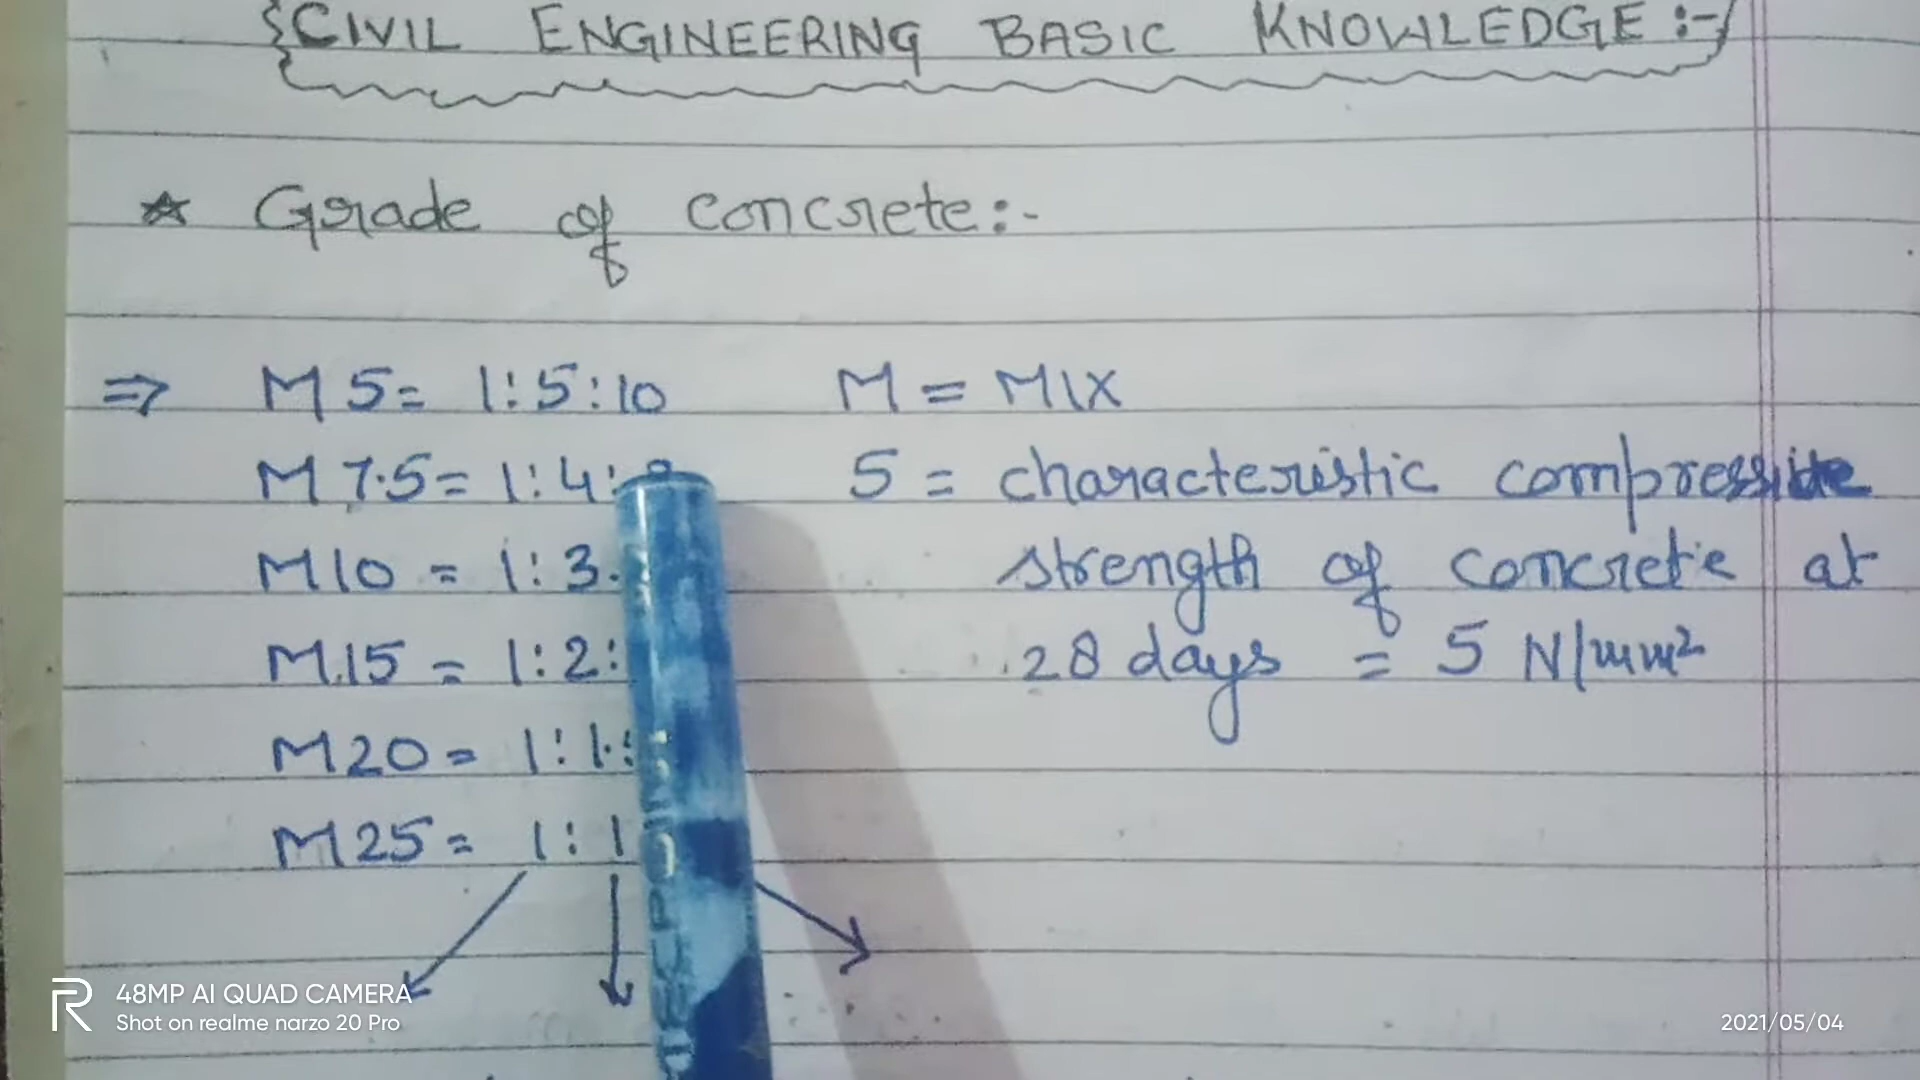 CIVIL ENGINEERING BASIC KNOWLEDGE :-
☆ Grade of concrete:-
⇒ M 5 = 1:5:10 M = MIX
M 7.5 = 1:4: 5 = characteristic compressive
M10 = 1:3 strength of concrete at
M15 = 1:2: 28 days = 5 N/mm²
M20 = 1:1
M25 = 1:1
48MP AI QUAD CAMERA
Shot on realme narzo 20 Pro
2021/05/04